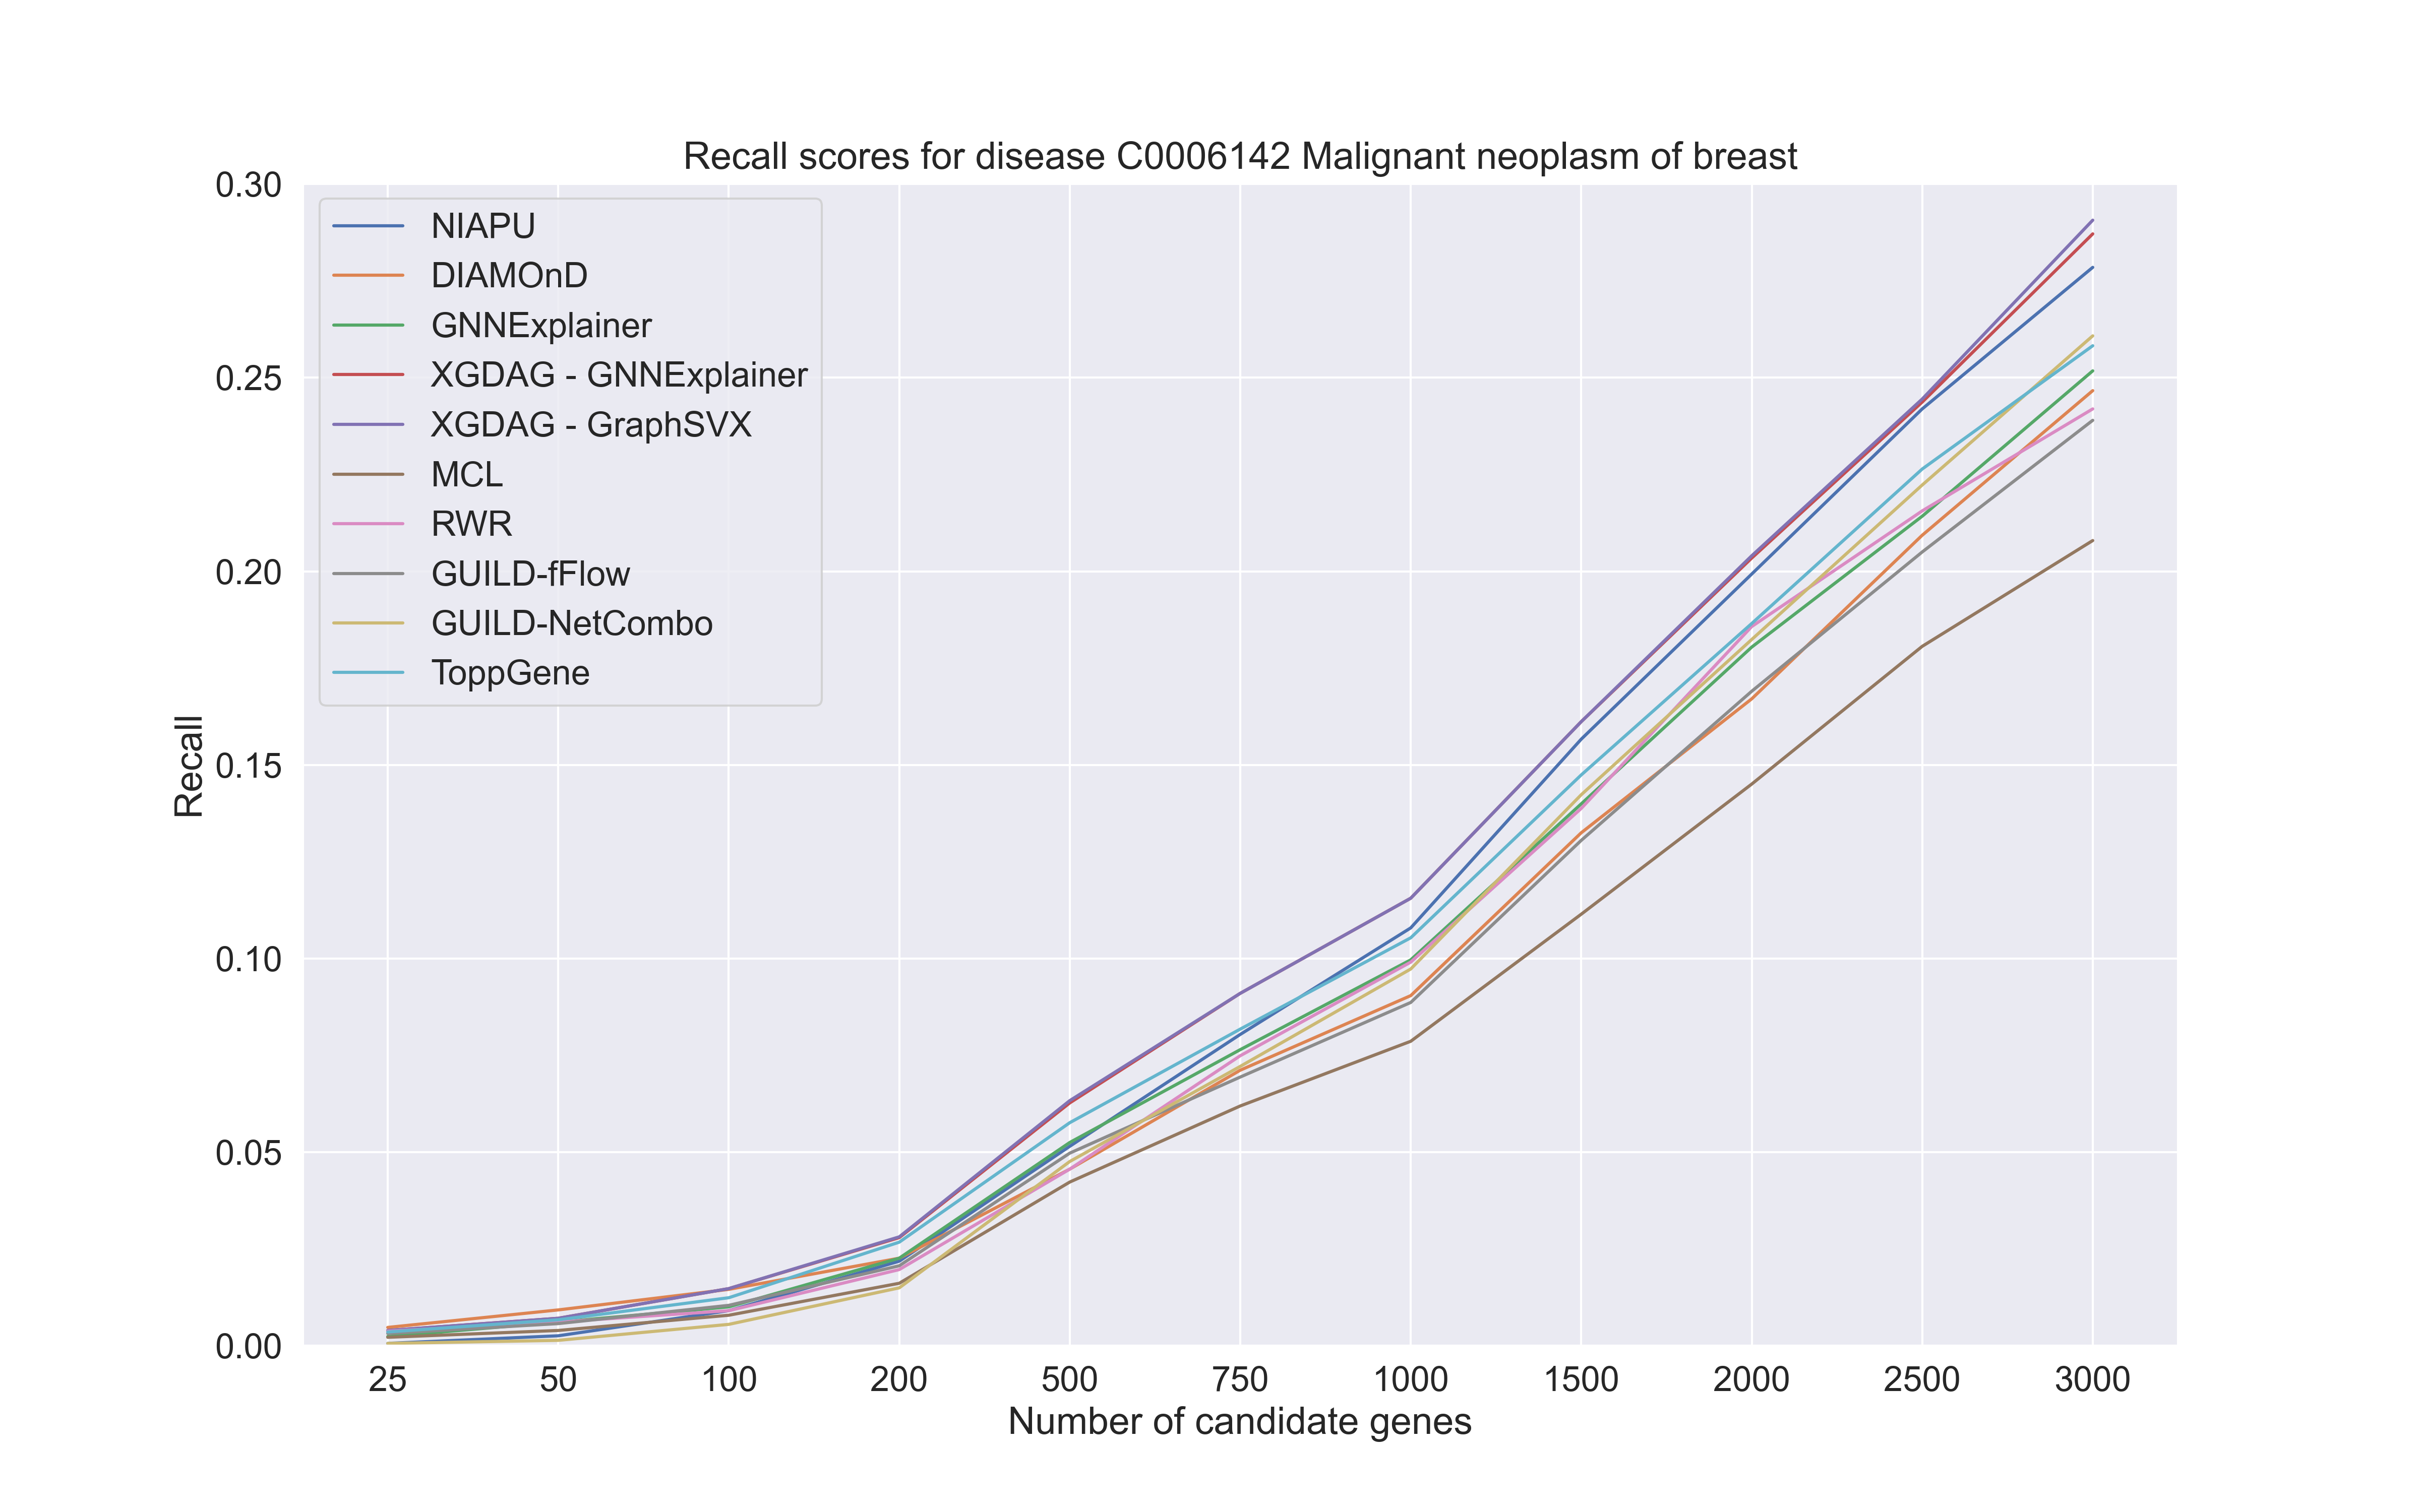 Recall scores for disease C0006142 Malignant neoplasm of breast
0.30
0.25
0.20
0.15
0.10
0.05
0.00
Recall
NIAPU
DIAMOnD
GNNExplainer
XGDAG - GNNExplainer
XGDAG - GraphSVX
MCL
RWR
GUILD-fFlow
GUILD-NetCombo
ToppGene
25 50 100 200 500 750 1000 1500 2000 2500 3000
Number of candidate genes